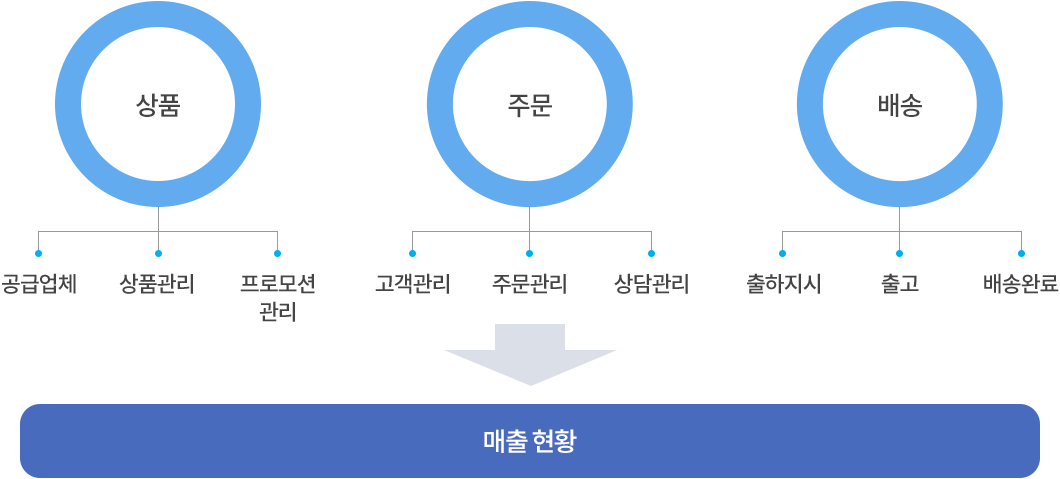 상품
주문
배송
공급업체
상품관리
프로모션
관리
고객관리
주문관리
상담관리
출하지시
출고
배송완료
매출 현황